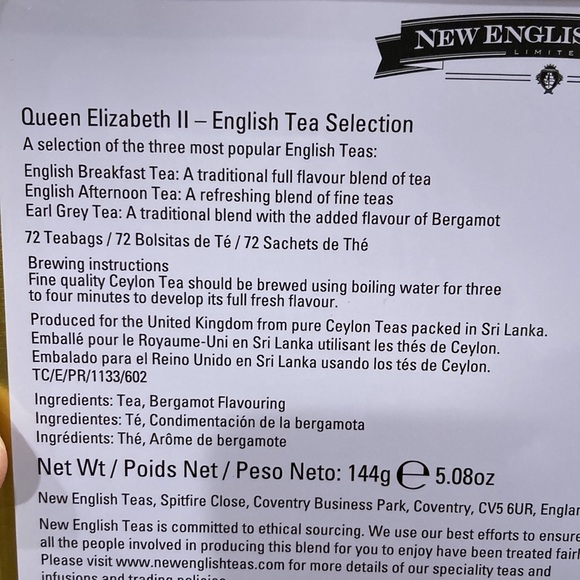 NEW ENGLIS
LIMITE
Queen Elizabeth II – English Tea Selection
A selection of the three most popular English Teas:
English Breakfast Tea: A traditional full flavour blend of tea
English Afternoon Tea: A refreshing blend of fine teas
Earl Grey Tea: A traditional blend with the added flavour of Bergamot
72 Teabags / 72 Bolsitas de Té / 72 Sachets de Thé
Brewing instructions
Fine quality Ceylon Tea should be brewed using boiling water for three
to four minutes to develop its full fresh flavour.
Produced for the United Kingdom from pure Ceylon Teas packed in Sri Lanka.
Emballé pour le Royaume-Uni en Sri Lanka utilisant les thés de Ceylon.
Embalado para el Reino Unido en Sri Lanka usando los tés de Ceylon.
TC/E/PR/1133/602
Ingredients: Tea, Bergamot Flavouring
Ingredientes: Té, Condimentación de la bergamota
Ingrédients: Thé, Arôme de bergamote
Net Wt / Poids Net / Peso Neto: 144g ℮ 5.08oz
New English Teas, Spitfire Close, Coventry Business Park, Coventry, CV5 6UR, Englan
New English Teas is committed to ethical sourcing. We use our best efforts to ensure
all the people involved in producing this blend for you to enjoy have been treated fairl
Please visit www.newenglishteas.com for more details of our speciality teas and
infusions and trading policies